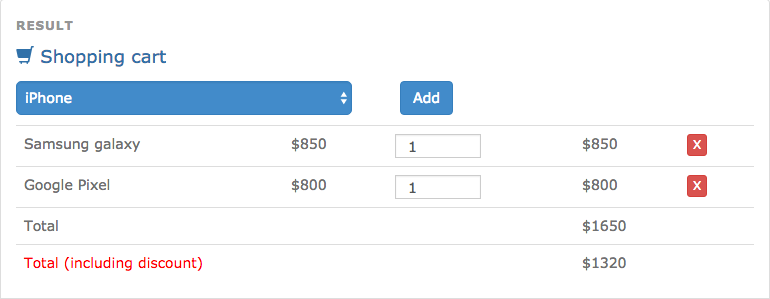 RESULT
Shopping cart
iPhone Add
Samsung galaxy $850 1 $850 X
Google Pixel $800 1 $800 X
Total $1650
Total (including discount) $1320